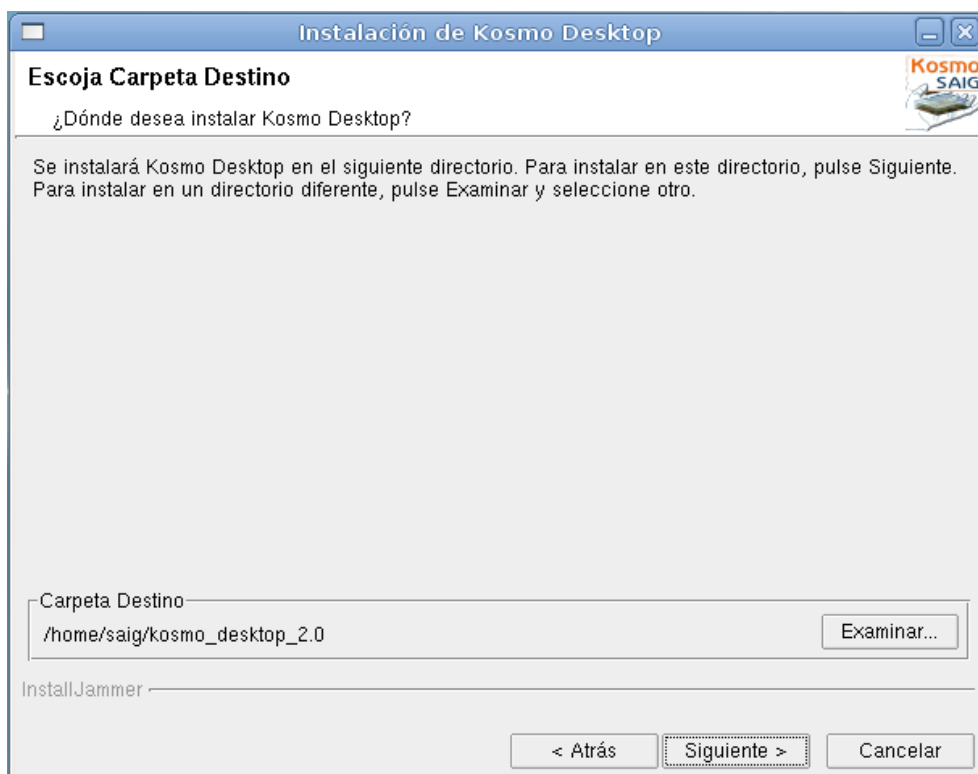 Instalación de Kosmo Desktop
Escoja Carpeta Destino
Kosmo
SAIG
¿Dónde desea instalar Kosmo Desktop?
Se instalará Kosmo Desktop en el siguiente directorio. Para instalar en este directorio, pulse Siguiente.
Para instalar en un directorio diferente, pulse Examinar y seleccione otro.
Carpeta Destino
/home/saig/kosmo_desktop_2.0
Examinar...
InstallJammer
< Atrás
Siguiente >
Cancelar